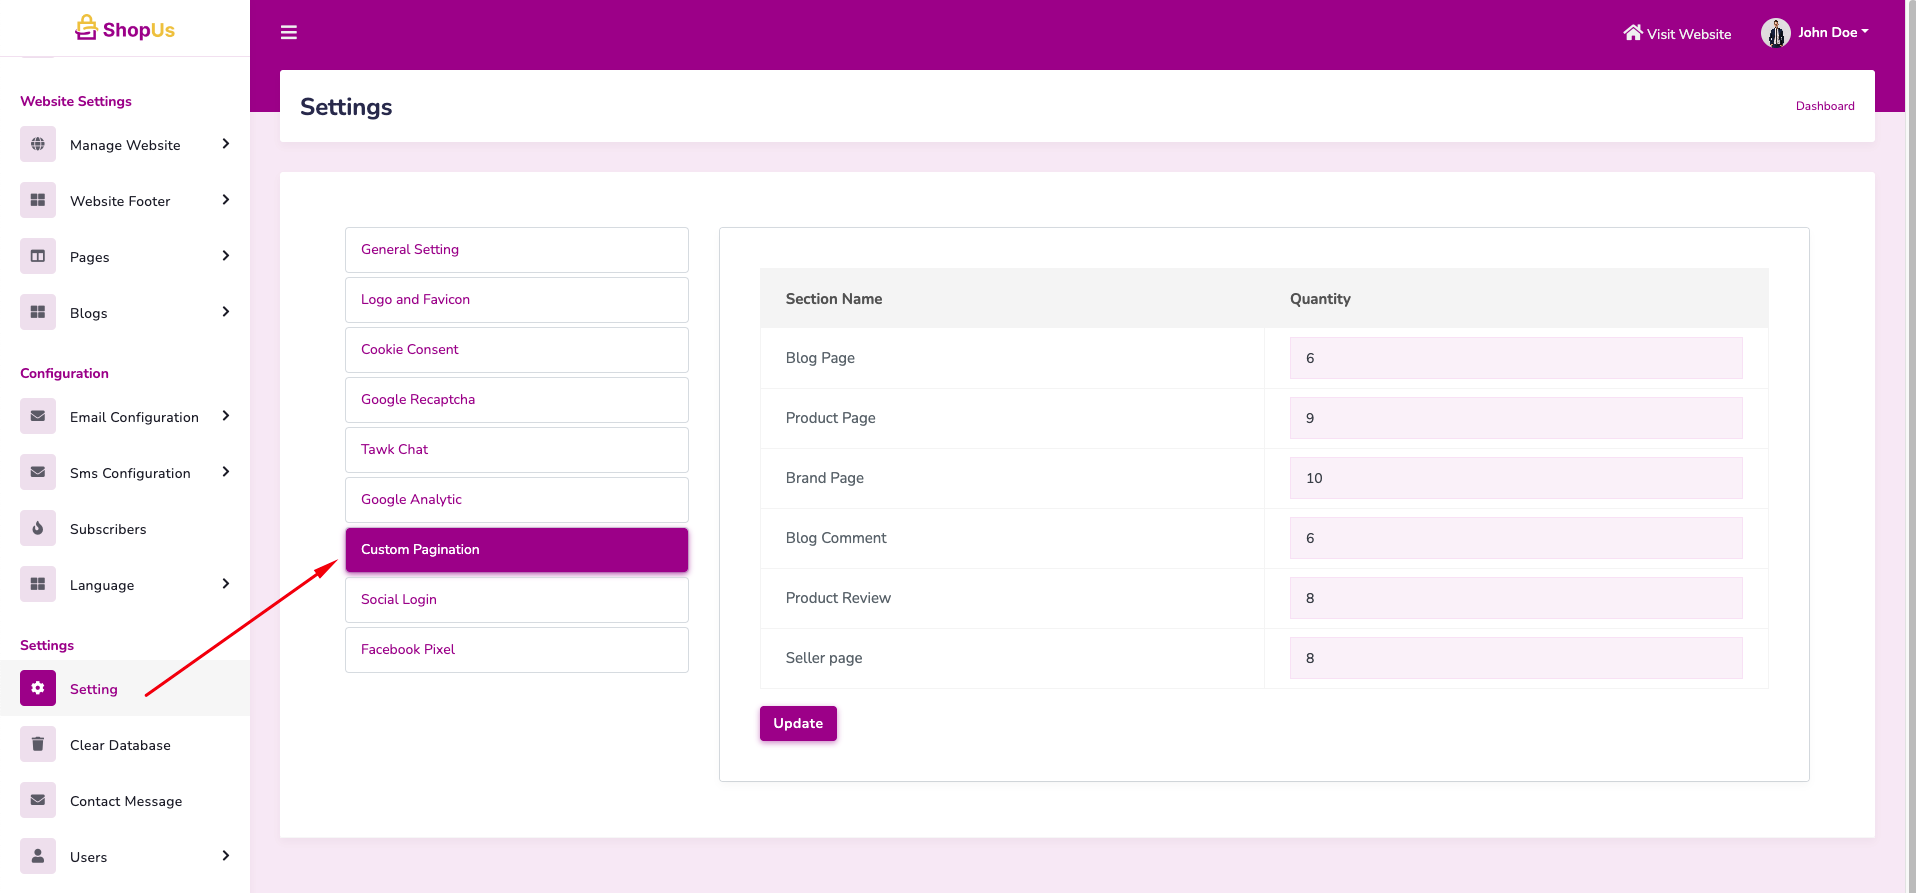 ShopUs
Visit Website
John Doe
Settings
Dashboard
Website Settings
Manage Website
Website Footer
Pages
Blogs
Configuration
Email Configuration
Sms Configuration
Subscribers
Language
Settings
Setting
Clear Database
Contact Message
Users
General Setting
Logo and Favicon
Cookie Consent
Google Recaptcha
Tawk Chat
Google Analytic
Custom Pagination
Social Login
Facebook Pixel
Section Name Quantity
Blog Page 6
Product Page 9
Brand Page 10
Blog Comment 6
Product Review 8
Seller page 8
Update